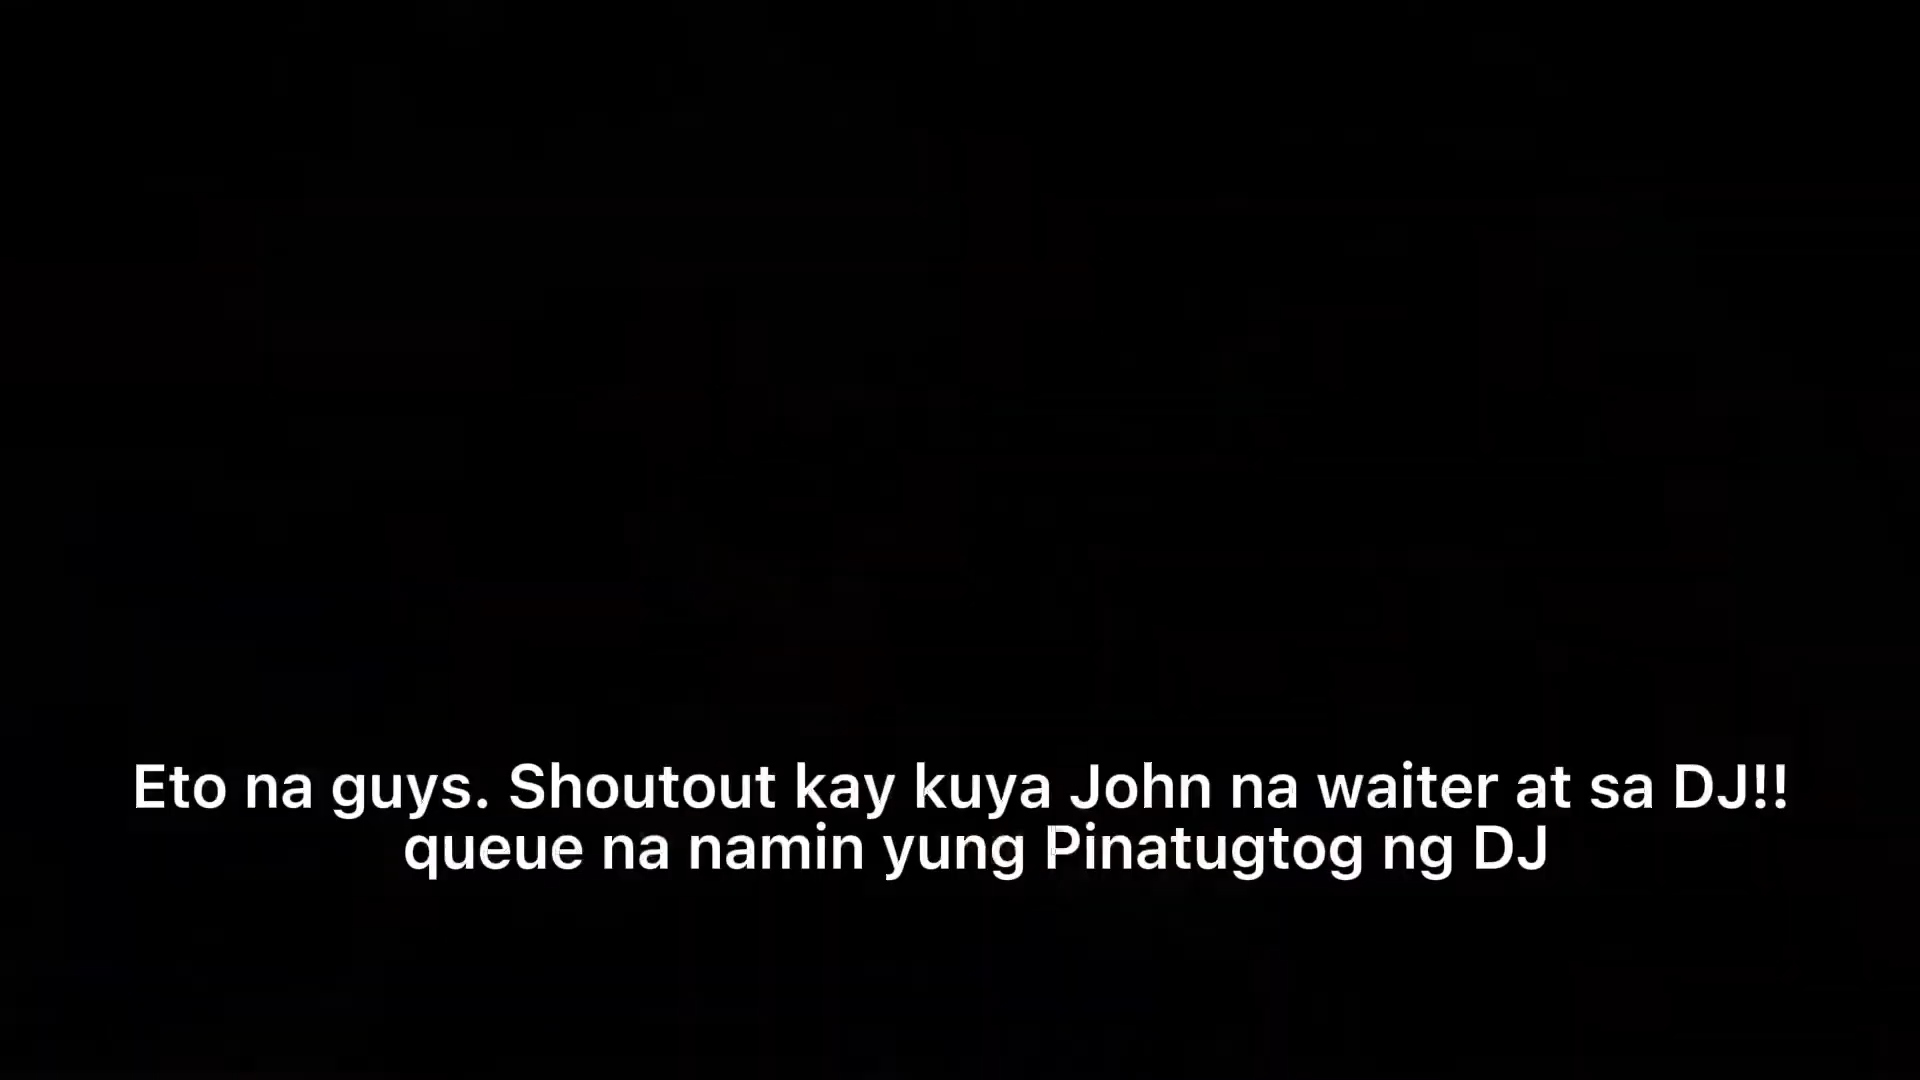 Eto na guys. Shoutout kay kuya John na waiter at sa DJ!!
queue na namin yung Pinatugtog ng DJ